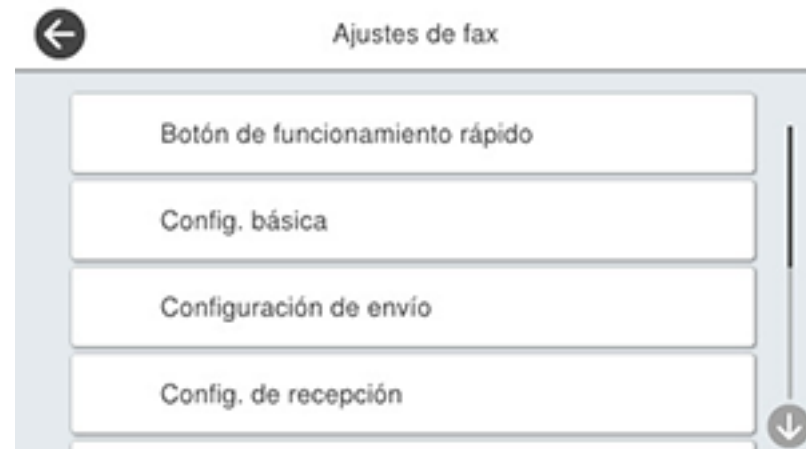 Ajustes de fax
Botón de funcionamiento rápido
Config. básica
Configuración de envío
Config. de recepción